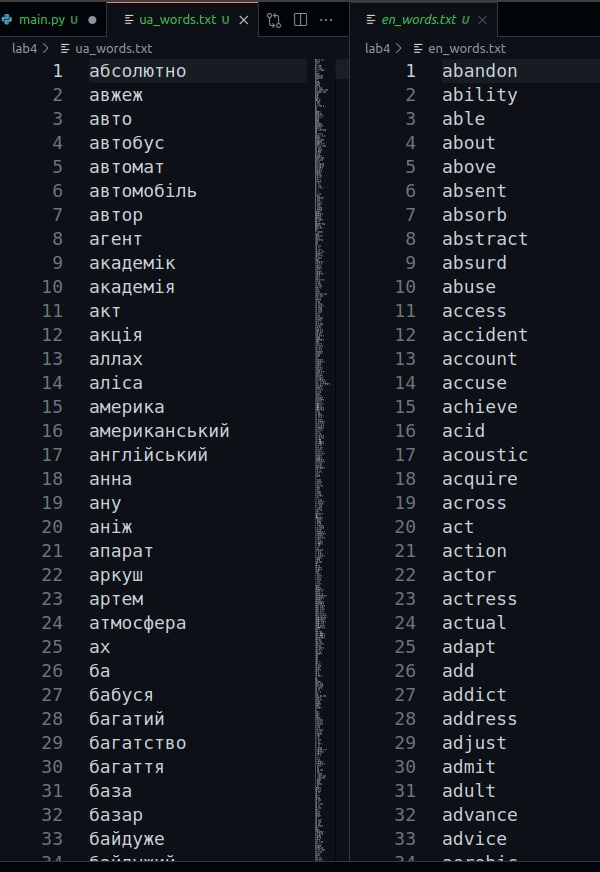 main.py U
ua_words.txt U
lab4 > ua_words.txt
1 абсолютно
2 авжеж
3 авто
4 автобус
5 автомат
6 автомобіль
7 автор
8 агент
9 академік
10 академія
11 акт
12 акція
13 аллах
14 аліса
15 америка
16 американський
17 англійський
18 анна
19 ану
20 аніж
21 апарат
22 аркуш
23 артем
24 атмосфера
25 ах
26 ба
27 бабуся
28 багатий
29 багатство
30 багаття
31 база
32 базар
33 байдуже
34 байдужий
en_words.txt U
lab4 > en_words.txt
1 abandon
2 ability
3 able
4 about
5 above
6 absent
7 absorb
8 abstract
9 absurd
10 abuse
11 access
12 accident
13 account
14 accuse
15 achieve
16 acid
17 acoustic
18 acquire
19 across
20 act
21 action
22 actor
23 actress
24 actual
25 adapt
26 add
27 addict
28 address
29 adjust
30 admit
31 adult
32 advance
33 advice
34 aerobic